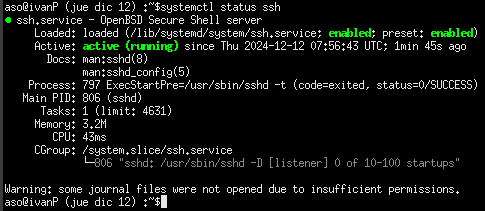 aso@ivanP (jue dic 12) :~$systemctl status ssh
● ssh.service - OpenBSD Secure Shell server
     Loaded: loaded (/lib/systemd/system/ssh.service; enabled; preset: enabled)
     Active: active (running) since Thu 2024-12-12 07:56:43 UTC; 1min 45s ago
       Docs: man:sshd(8)
             man:sshd_config(5)
    Process: 797 ExecStartPre=/usr/sbin/sshd -t (code=exited, status=0/SUCCESS)
   Main PID: 806 (sshd)
      Tasks: 1 (limit: 4631)
     Memory: 3.2M
        CPU: 43ms
     CGroup: /system.slice/ssh.service
             └─806 "sshd: /usr/sbin/sshd -D [listener] 0 of 10-100 startups"
Warning: some journal files were not opened due to insufficient permissions.
aso@ivanP (jue dic 12) :~$